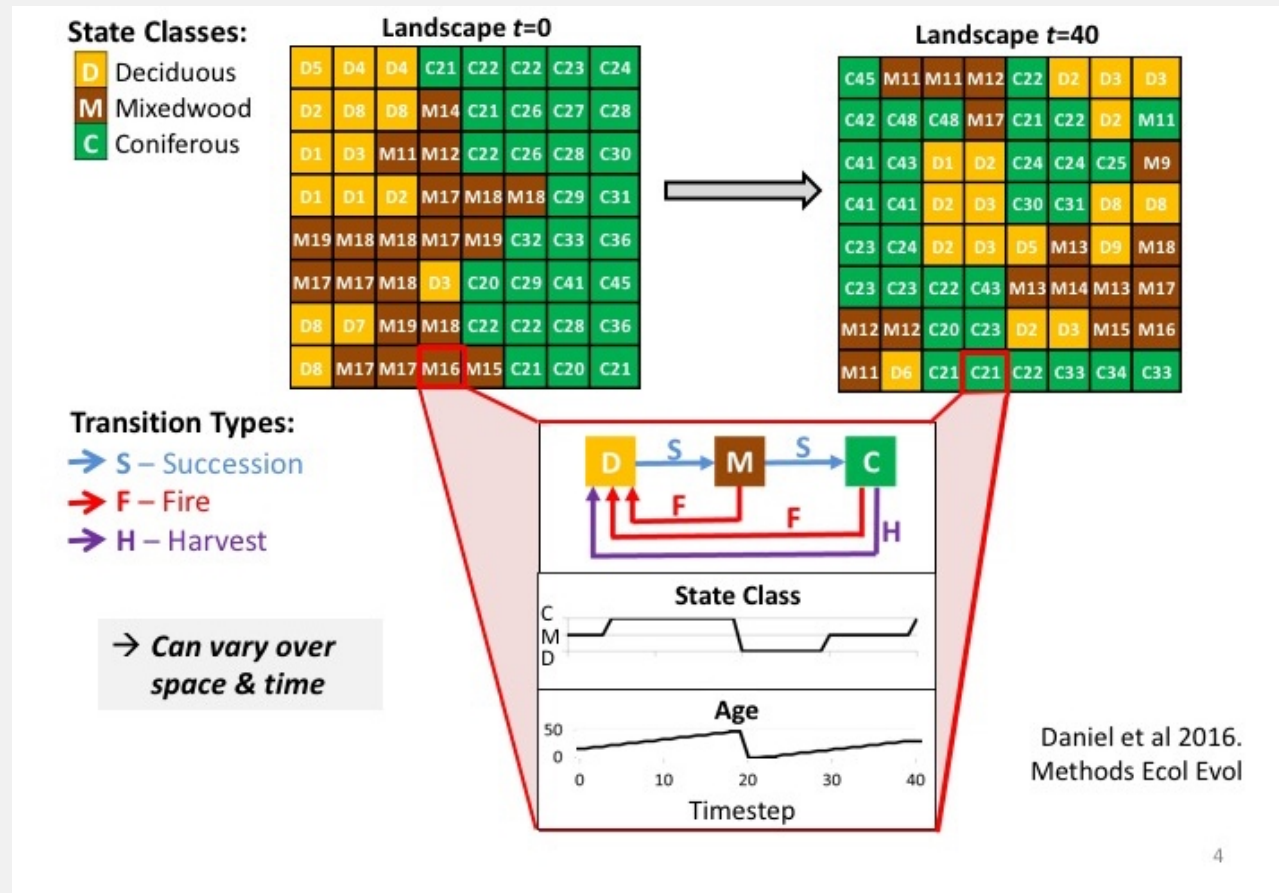 State Classes:
D Deciduous
M Mixedwood
C Coniferous
Landscape t=0
D5 D4 D4 C21 C22 C22 C23 C24
D2 D8 D8 M14 C21 C26 C27 C28
D1 D3 M11 M12 C22 C26 C28 C30
D1 D1 D2 M17 M18 M18 C29 C31
M19 M18 M18 M17 M19 C32 C33 C36
M17 M17 M18 D3 C20 C29 C41 C45
D8 D7 M19 M18 C22 C22 C28 C36
D8 M17 M17 M16 M15 C21 C20 C21
Landscape t=40
C45 M11 M11 M12 C22 D2 D3 D3
C42 C48 C48 M17 C21 C22 D2 M11
C41 C43 D1 D2 C24 C24 C25 M9
C41 C41 D2 D3 C30 C31 D8 D8
C23 C24 D2 D3 D5 M13 D9 M18
C23 C23 C22 C43 M13 M14 M13 M17
M12 M12 C20 C23 D2 D3 M15 M16
M11 D6 C21 C21 C22 C33 C34 C33
Transition Types:
S – Succession
F – Fire
H – Harvest
→ Can vary over
space & time
D S M S C
F
F
H
State Class
C
M
D
Age
50
0
0 10 20 30 40
Timestep
Daniel et al 2016.
Methods Ecol Evol
4